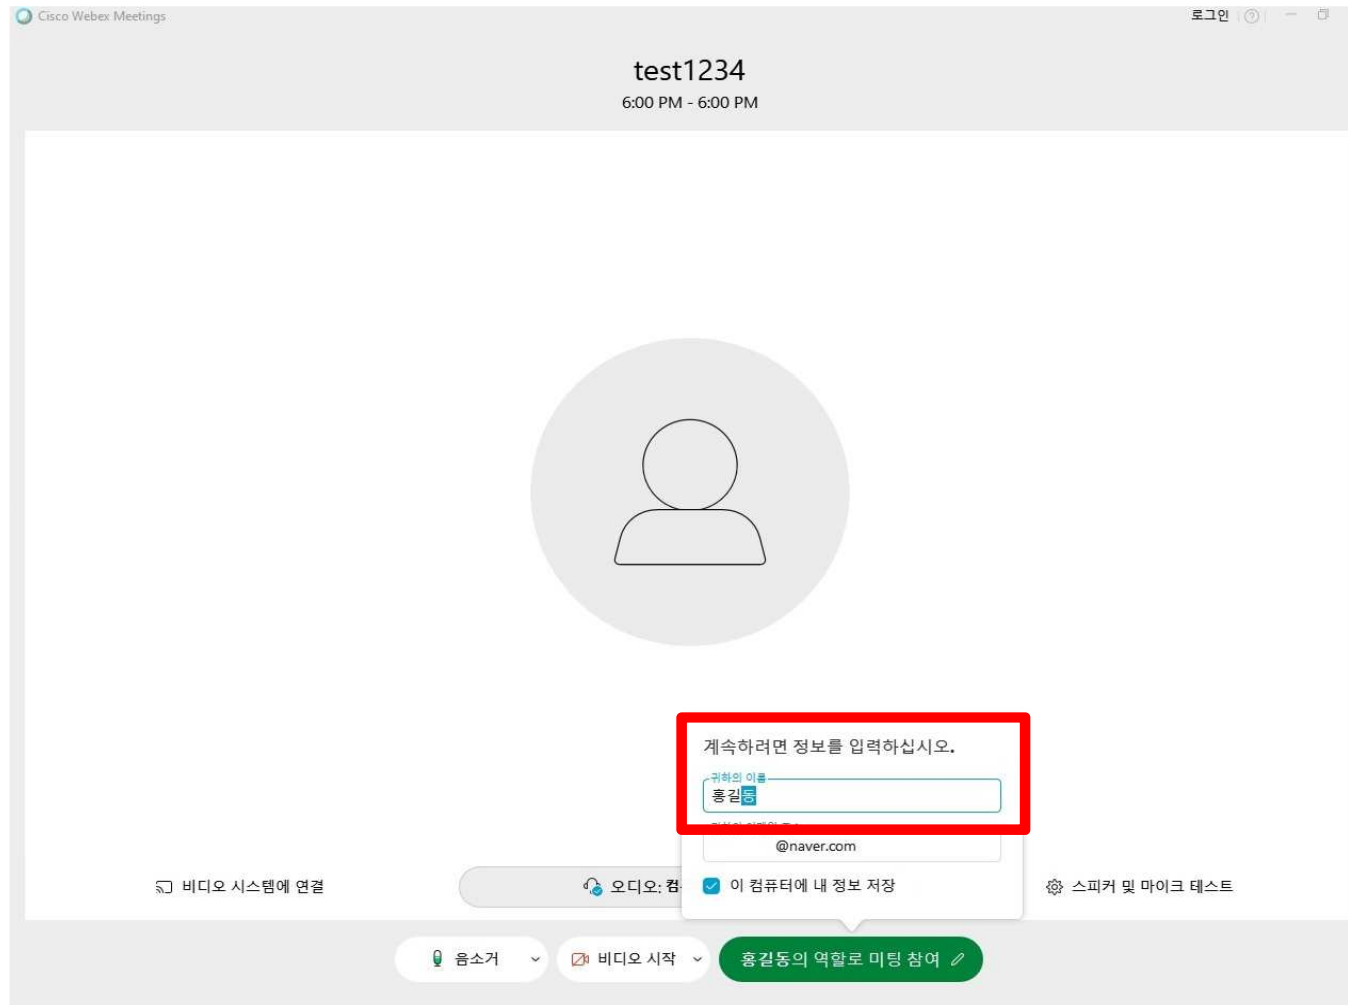 Cisco Webex Meetings
로그인
test1234
6:00 PM - 6:00 PM
계속하려면 정보를 입력하십시오.
귀하의 이름
홍길동
@naver.com
이 컴퓨터에 내 정보 저장
비디오 시스템에 연결
오디오: 컴
스피커 및 마이크 테스트
음소거
비디오 시작
홍길동의 역할로 미팅 참여